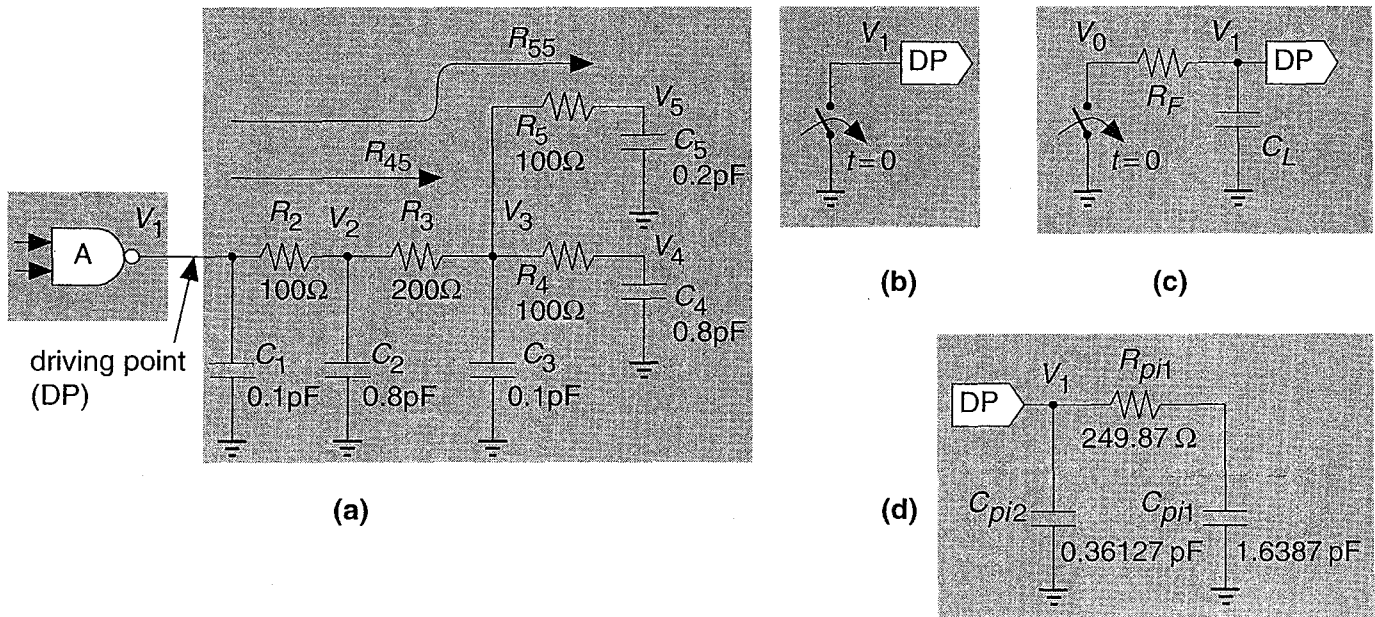 R55
V5
R5
100Ω
C5
0.2pF
R45
V1
A
R2
V2
R3
V3
V4
100Ω
200Ω
R4
100Ω
C4
0.8pF
driving point
(DP)
C1
0.1pF
C2
0.8pF
C3
0.1pF
(a)
V1
DP
t=0
(b)
V0
V1
DP
RF
t=0
CL
(c)
DP
V1
Rpi1
249.87 Ω
Cpi2
0.36127 pF
Cpi1
1.6387 pF
(d)